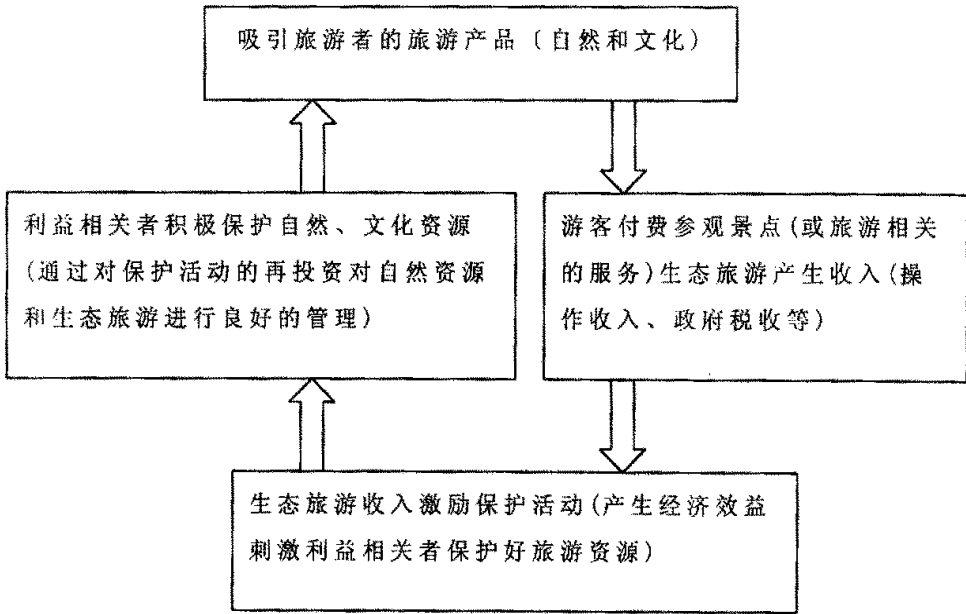 吸引旅游者的旅游产品（自然和文化）
利益相关者积极保护自然、文化资源
(通过对保护活动的再投资对自然资源
和生态旅游进行良好的管理)
游客付费参观景点(或旅游相关
的服务)生态旅游产生收入(操
作收入、政府税收等)
生态旅游收入激励保护活动(产生经济效益
刺激利益相关者保护好旅游资源)